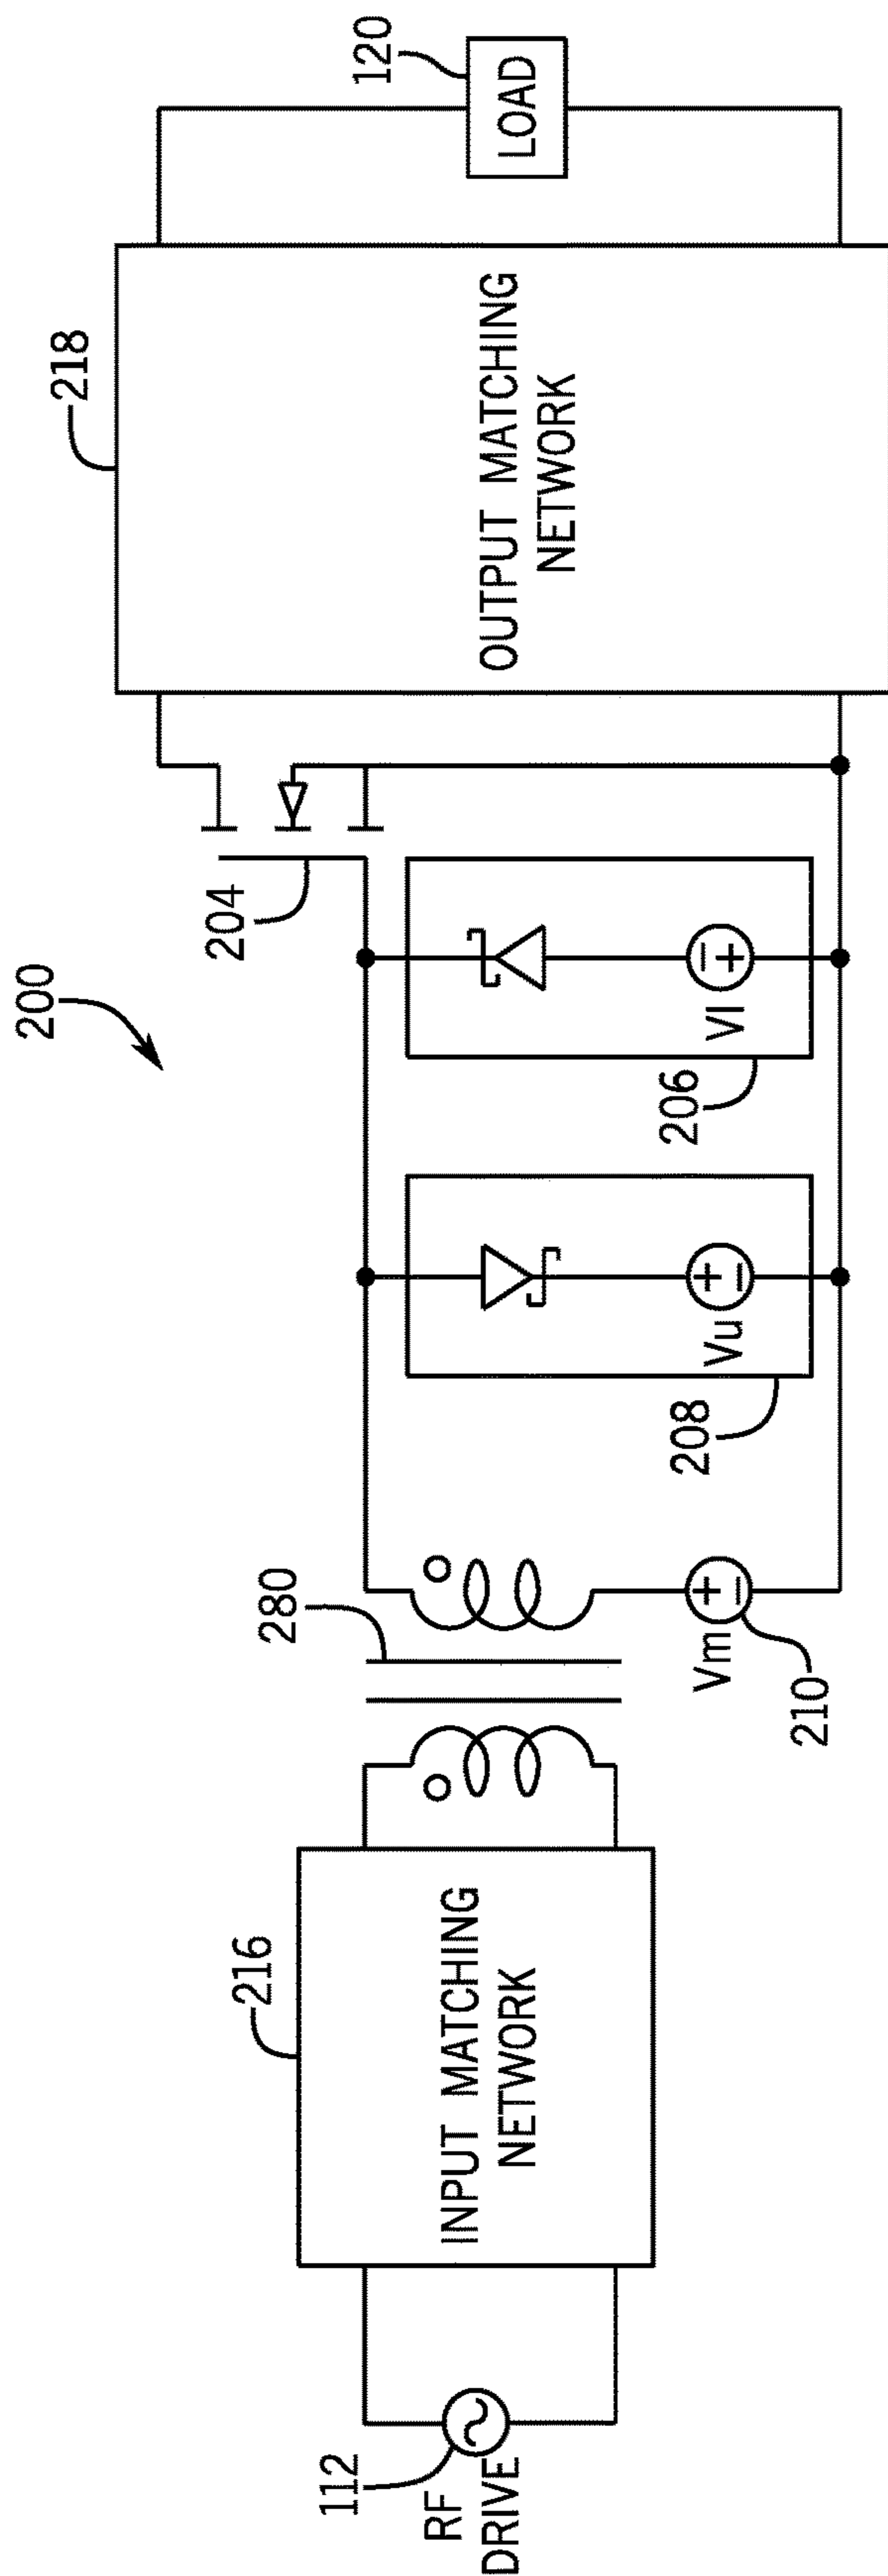 200
112
RF
DRIVE
216
INPUT MATCHING
NETWORK
280
Vm
+
−
210
208
Vu
+
−
206
Vl
−
+
204
218
OUTPUT MATCHING
NETWORK
120
LOAD